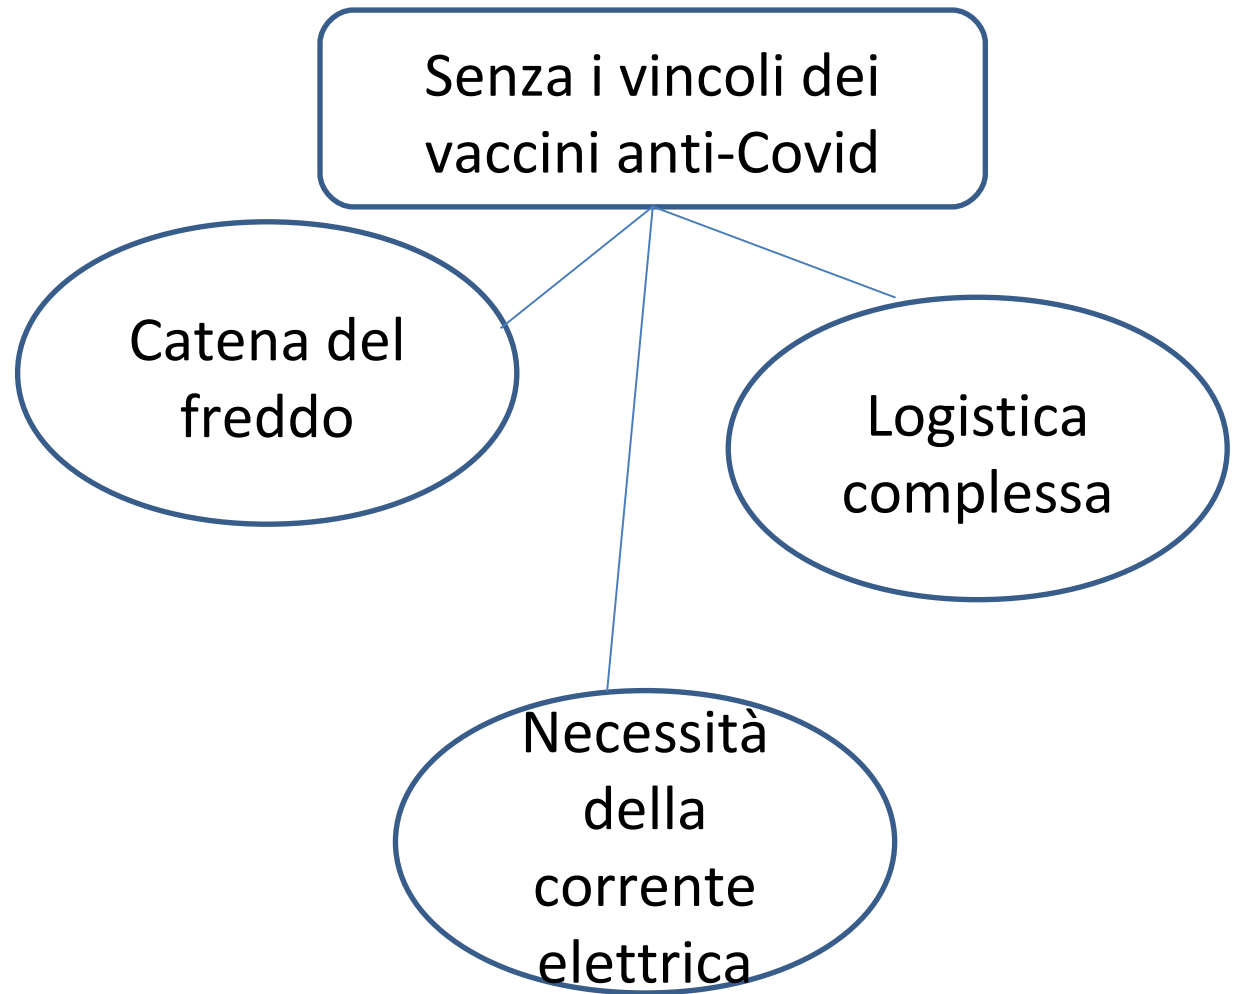 Senza i vincoli dei
vaccini anti-Covid
Catena del
freddo
Logistica
complessa
Necessità
della
corrente
elettrica